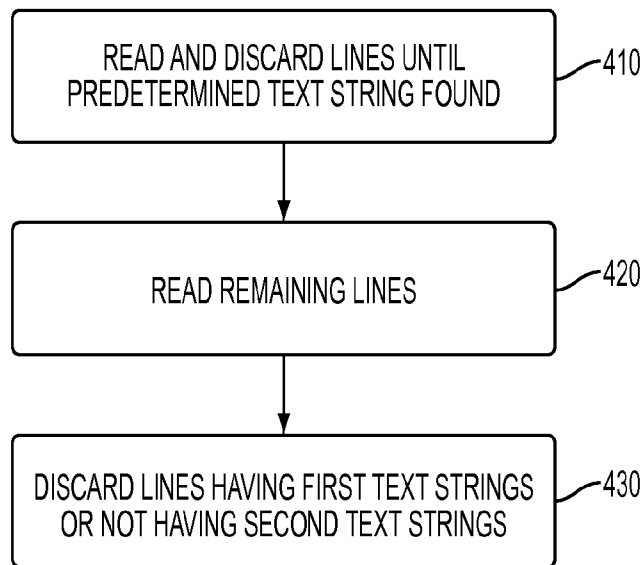 READ AND DISCARD LINES UNTIL
PREDETERMINED TEXT STRING FOUND
410
READ REMAINING LINES
420
DISCARD LINES HAVING FIRST TEXT STRINGS
OR NOT HAVING SECOND TEXT STRINGS
430